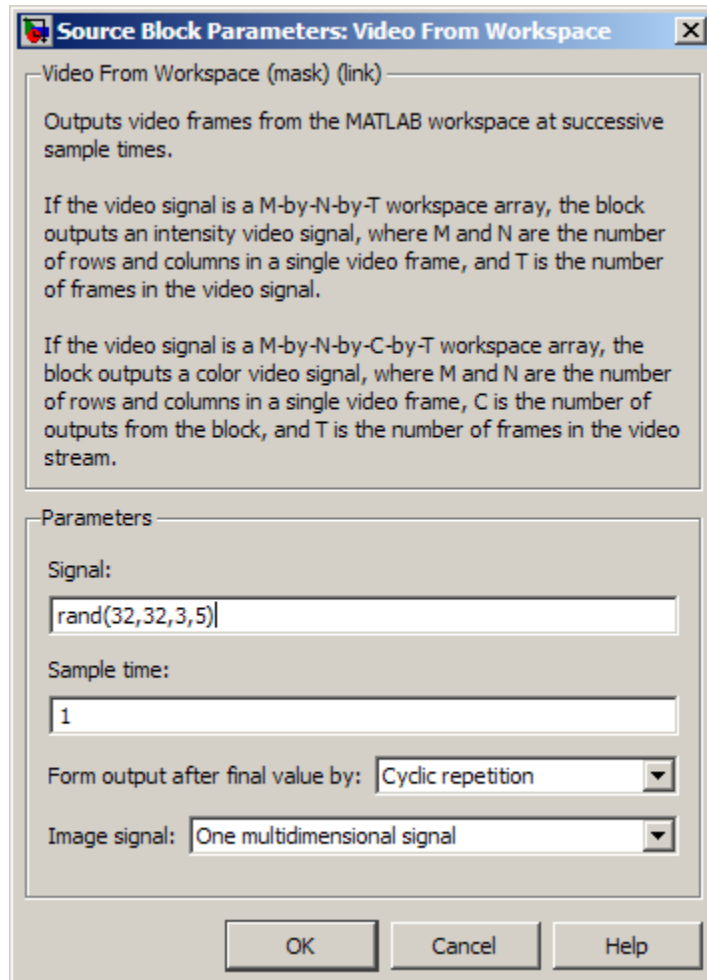 Source Block Parameters: Video From Workspace
Video From Workspace (mask) (link)
Outputs video frames from the MATLAB workspace at successive
sample times.
If the video signal is a M-by-N-by-T workspace array, the block
outputs an intensity video signal, where M and N are the number
of rows and columns in a single video frame, and T is the number
of frames in the video signal.
If the video signal is a M-by-N-by-C-by-T workspace array, the
block outputs a color video signal, where M and N are the number
of rows and columns in a single video frame, C is the number of
outputs from the block, and T is the number of frames in the video
stream.
Parameters
Signal:
rand(32,32,3,5)
Sample time:
1
Form output after final value by: Cyclic repetition
Image signal: One multidimensional signal
OK Cancel Help